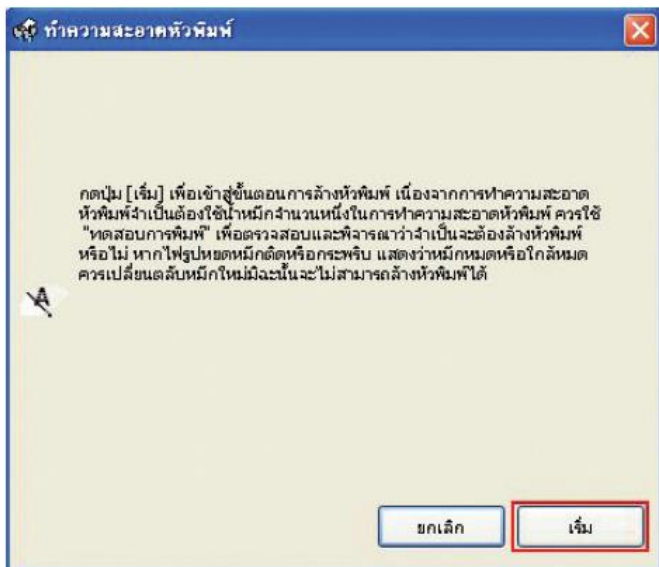 ทำความสะอาดหัวพิมพ์
กดปุ่ม [เริ่ม] เพื่อเข้าสู่ขั้นตอนการล้างหัวพิมพ์ เนื่องจากการทำความสะอาด
หัวพิมพ์จำเป็นต้องใช้น้ำหมึกจำนวนหนึ่งในการทำความสะอาดหัวพิมพ์ ควรใช้
"ทดสอบการพิมพ์" เพื่อตรวจสอบและพิจารณาว่าจำเป็นจะต้องล้างหัวพิมพ์
หรือไม่ หากไฟรูปหยดหมึกติดหรือกระพริบ แสดงว่าหมึกหมดหรือใกล้หมด
ควรเปลี่ยนตลับหมึกใหม่มิฉะนั้นจะไม่สามารถล้างหัวพิมพ์ได้
A
ยกเลิก
เริ่ม